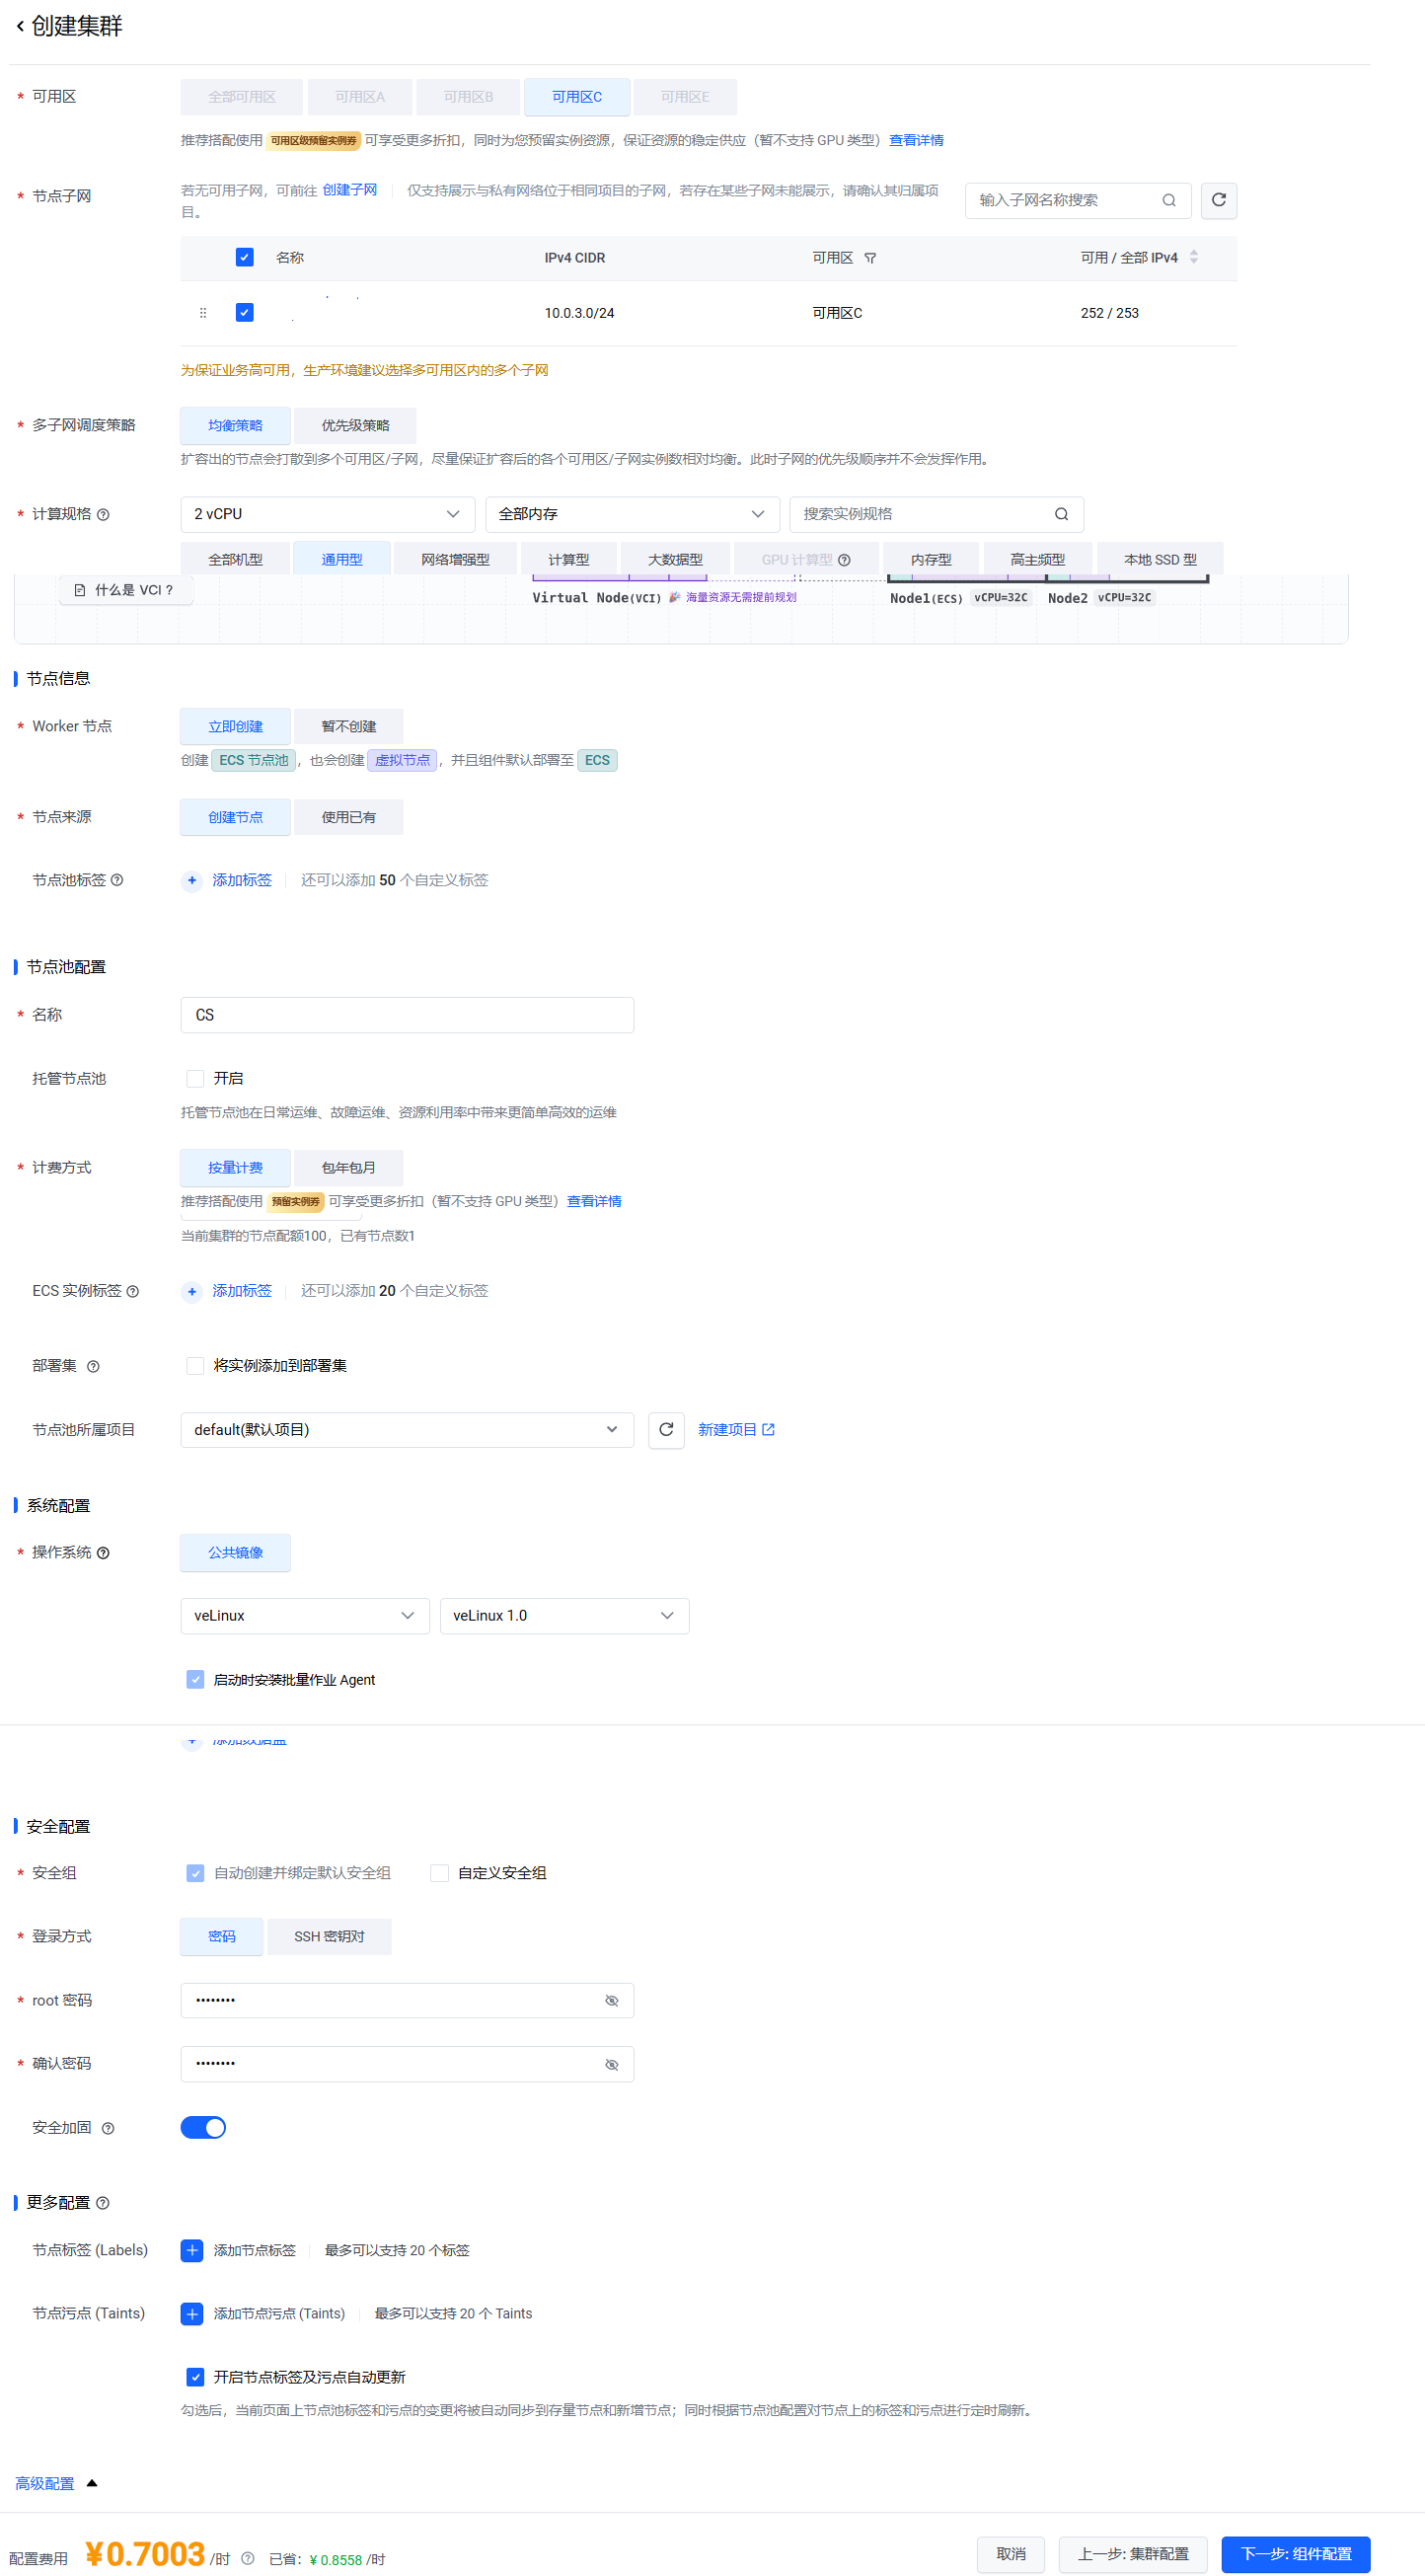 创建集群
* 可用区 全部可用区 可用区A 可用区B 可用区C 可用区E
推荐搭配使用 可用区级预留实例券 可享受更多折扣，同时为您预留实例资源，保证资源的稳定供应（暂不支持 GPU 类型）查看详情
* 节点子网 若无可用子网，可前往 创建子网 仅支持展示与私有网络位于相同项目的子网，若存在某些子网未能展示，请确认其归属项
目。
输入子网名称搜索
名称 IPv4 CIDR 可用区 可用 / 全部 IPv4
10.0.3.0/24 可用区C 252 / 253
为保证业务高可用，生产环境建议选择多可用区内的多个子网
* 多子网调度策略 均衡策略 优先级策略
扩容出的节点会打散到多个可用区/子网，尽量保证扩容后的各个可用区/子网实例数相对均衡。此时子网的优先级顺序并不会发挥作用。
* 计算规格 2 vCPU 全部内存 搜索实例规格
全部机型 通用型 网络增强型 计算型 大数据型 GPU 计算型 内存型 高主频型 本地 SSD 型
什么是 VCI ?
Virtual Node(VCI) 海量资源无需提前规划 Node1(ECS) vCPU=32C Node2 vCPU=32C
节点信息
* Worker 节点 立即创建 暂不创建
创建 ECS 节点池 ，也会创建 虚拟节点 ，并且组件默认部署至 ECS
* 节点来源 创建节点 使用已有
节点池标签 + 添加标签 还可以添加 50 个自定义标签
节点池配置
* 名称 CS
托管节点池 开启
托管节点池在日常运维、故障运维、资源利用率中带来更简单高效的运维
* 计费方式 按量计费 包年包月
推荐搭配使用 预留实例券 可享受更多折扣（暂不支持 GPU 类型）查看详情
当前集群的节点配额100，已有节点数1
ECS 实例标签 + 添加标签 还可以添加 20 个自定义标签
部署集 将实例添加到部署集
节点池所属项目 default(默认项目) 新建项目
系统配置
* 操作系统 公共镜像
veLinux veLinux 1.0
启动时安装批量作业 Agent
+ 添加数据盘
安全配置
* 安全组 自动创建并绑定默认安全组 自定义安全组
* 登录方式 密码 SSH 密钥对
* root 密码 ••••••••
* 确认密码 ••••••••
安全加固
更多配置
节点标签 (Labels) + 添加节点标签 最多可以支持 20 个标签
节点污点 (Taints) + 添加节点污点 (Taints) 最多可以支持 20 个 Taints
开启节点标签及污点自动更新
勾选后，当前页面上节点池标签和污点的变更将被自动同步到存量节点和新增节点；同时根据节点池配置对节点上的标签和污点进行定时刷新。
高级配置
配置费用 ¥0.7003 /时 已省：¥ 0.8558 /时 取消 上一步: 集群配置 下一步: 组件配置